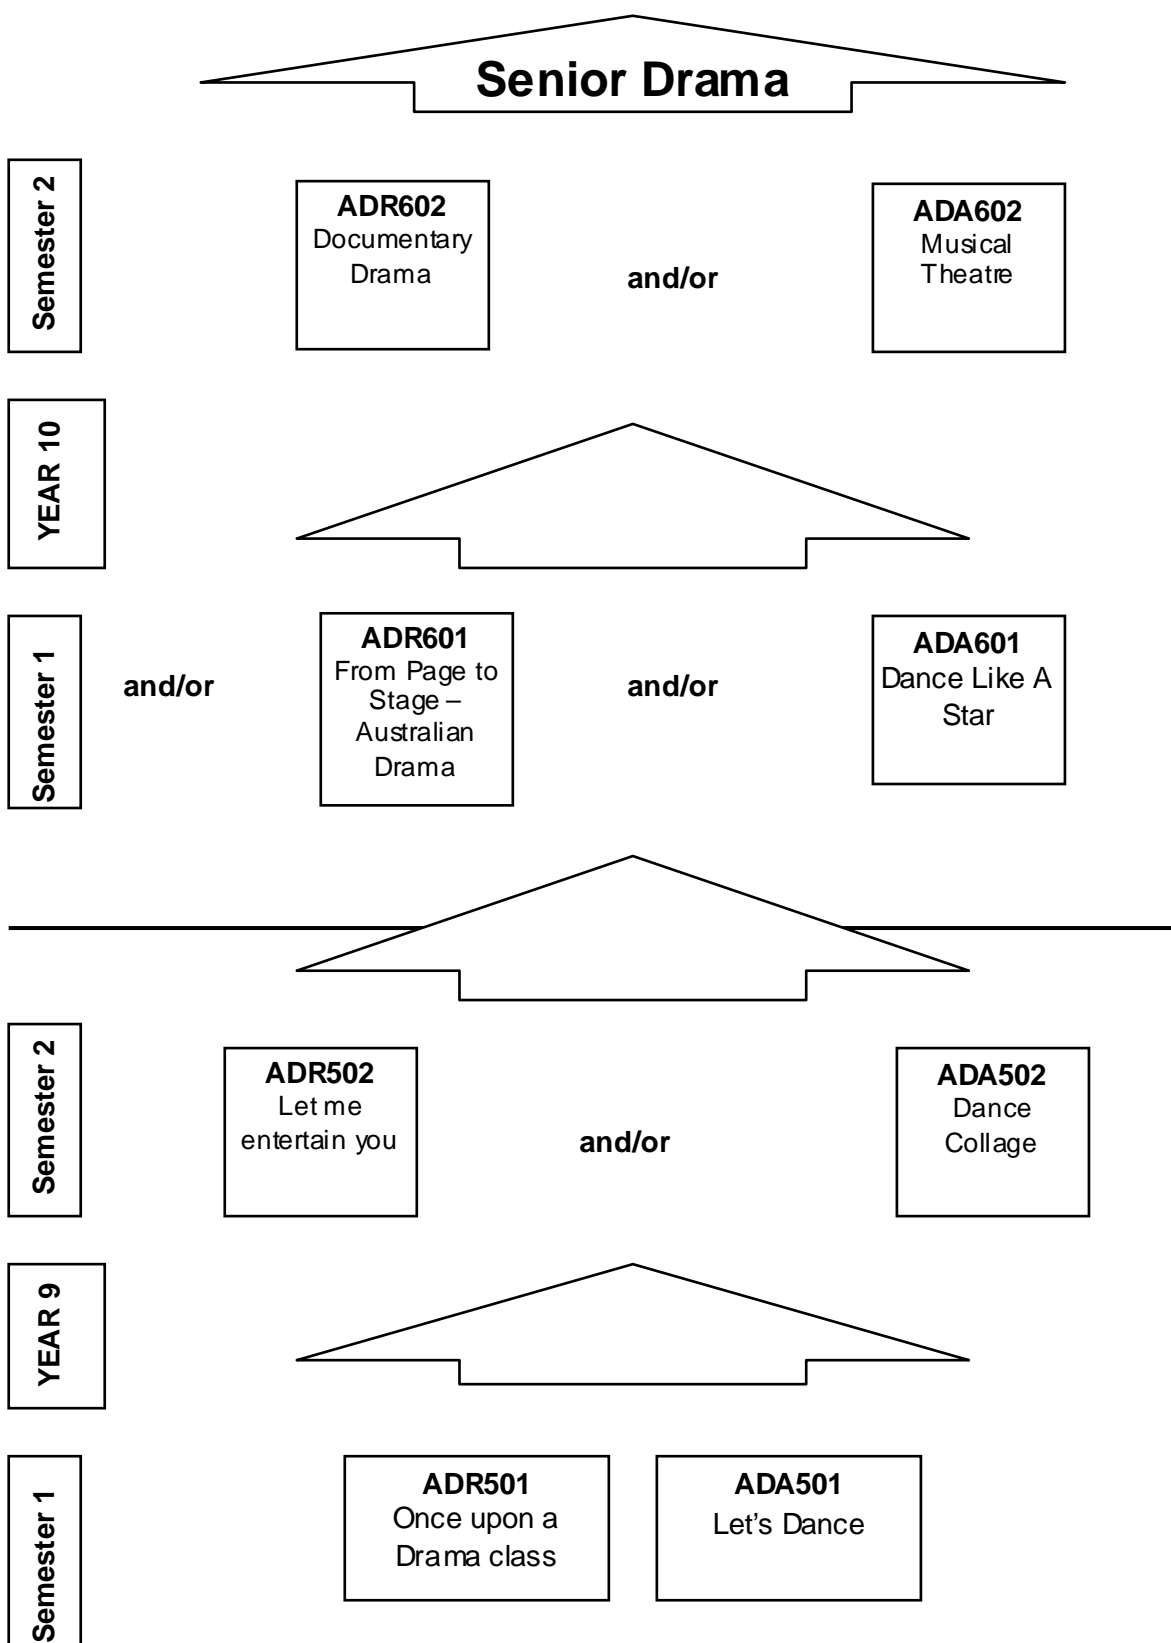 Senior Drama
Semester 2
ADR602
Documentary
Drama
and/or
ADA602
Musical
Theatre
YEAR 10
Semester 1
and/or
ADR601
From Page to
Stage –
Australian
Drama
and/or
ADA601
Dance Like A
Star
Semester 2
ADR502
Let me
entertain you
and/or
ADA502
Dance
Collage
YEAR 9
Semester 1
ADR501
Once upon a
Drama class
ADA501
Let’s Dance